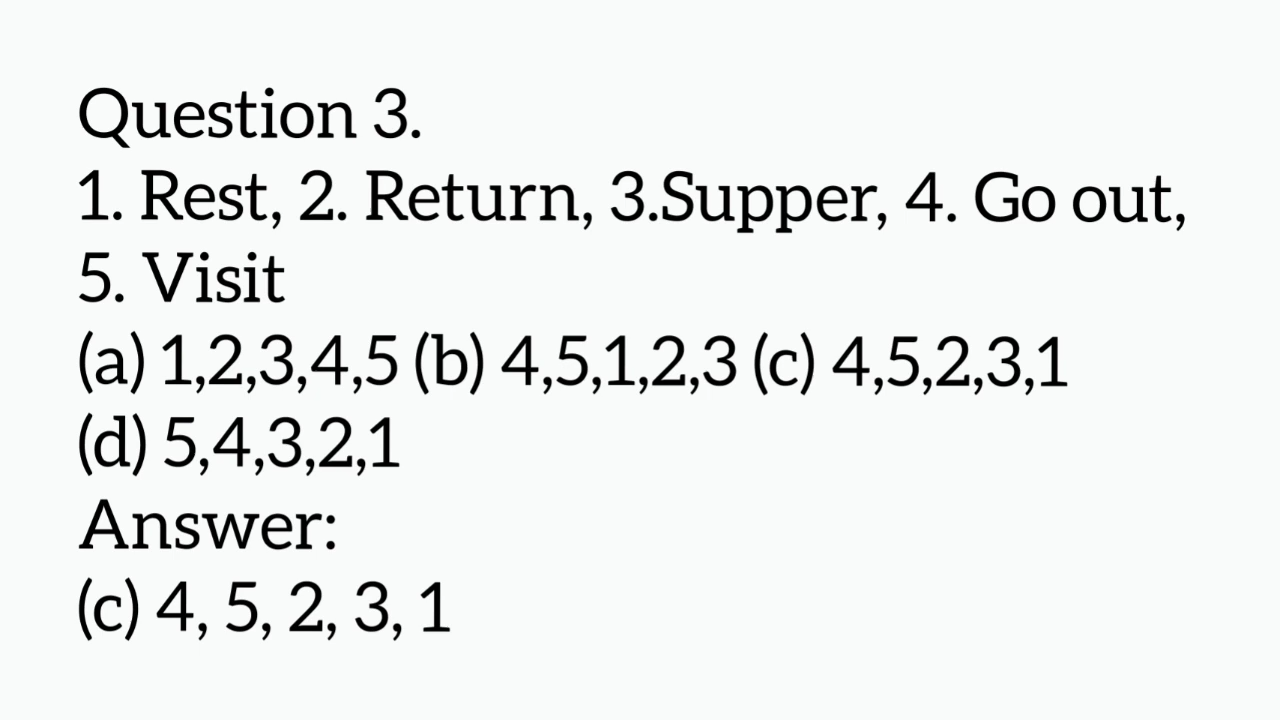 Question 3.
1. Rest, 2. Return, 3.Supper, 4. Go out,
5. Visit
(a) 1,2,3,4,5 (b) 4,5,1,2,3 (c) 4,5,2,3,1
(d) 5,4,3,2,1
Answer:
(c) 4, 5, 2, 3, 1